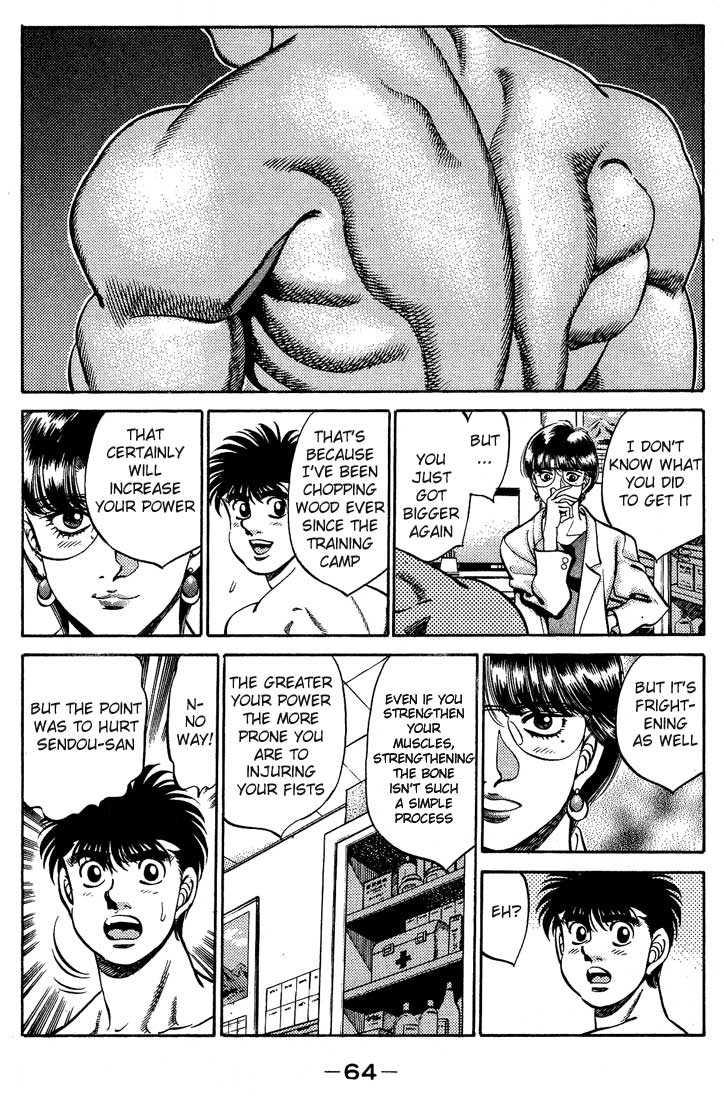 I DON'T
KNOW WHAT
YOU DID
TO GET IT
BUT
...
YOU
JUST
GOT
BIGGER
AGAIN
THAT'S
BECAUSE
I'VE BEEN
CHOPPING
WOOD EVER
SINCE THE
TRAINING
CAMP
THAT
CERTAINLY
WILL
INCREASE
YOUR POWER
BUT IT'S
FRIGHT-
ENING
AS WELL
EH?
EVEN IF YOU
STRENGTHEN
YOUR
MUSCLES,
STRENGTHENING
THE BONE
ISN'T SUCH
A SIMPLE
PROCESS
THE GREATER
YOUR POWER
THE MORE
PRONE YOU
ARE TO
INJURING
YOUR FISTS
N-
NO
WAY!
BUT THE POINT
WAS TO HURT
SENDOU-SAN
—64—